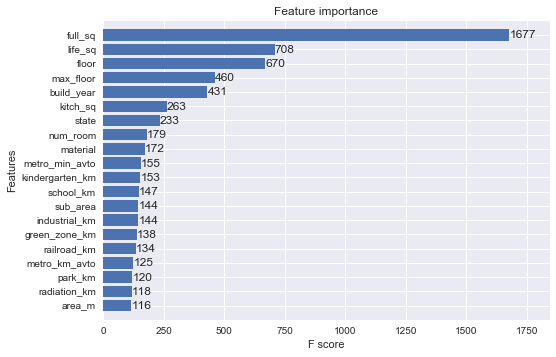 Feature importance
Features
full_sq 1677
life_sq 708
floor 670
max_floor 460
build_year 431
kitch_sq 263
state 233
num_room 179
material 172
metro_min_avto 155
kindergarten_km 153
school_km 147
sub_area 144
industrial_km 144
green_zone_km 138
railroad_km 134
metro_km_avto 125
park_km 120
radiation_km 118
area_m 116
0 250 500 750 1000 1250 1500 1750
F score